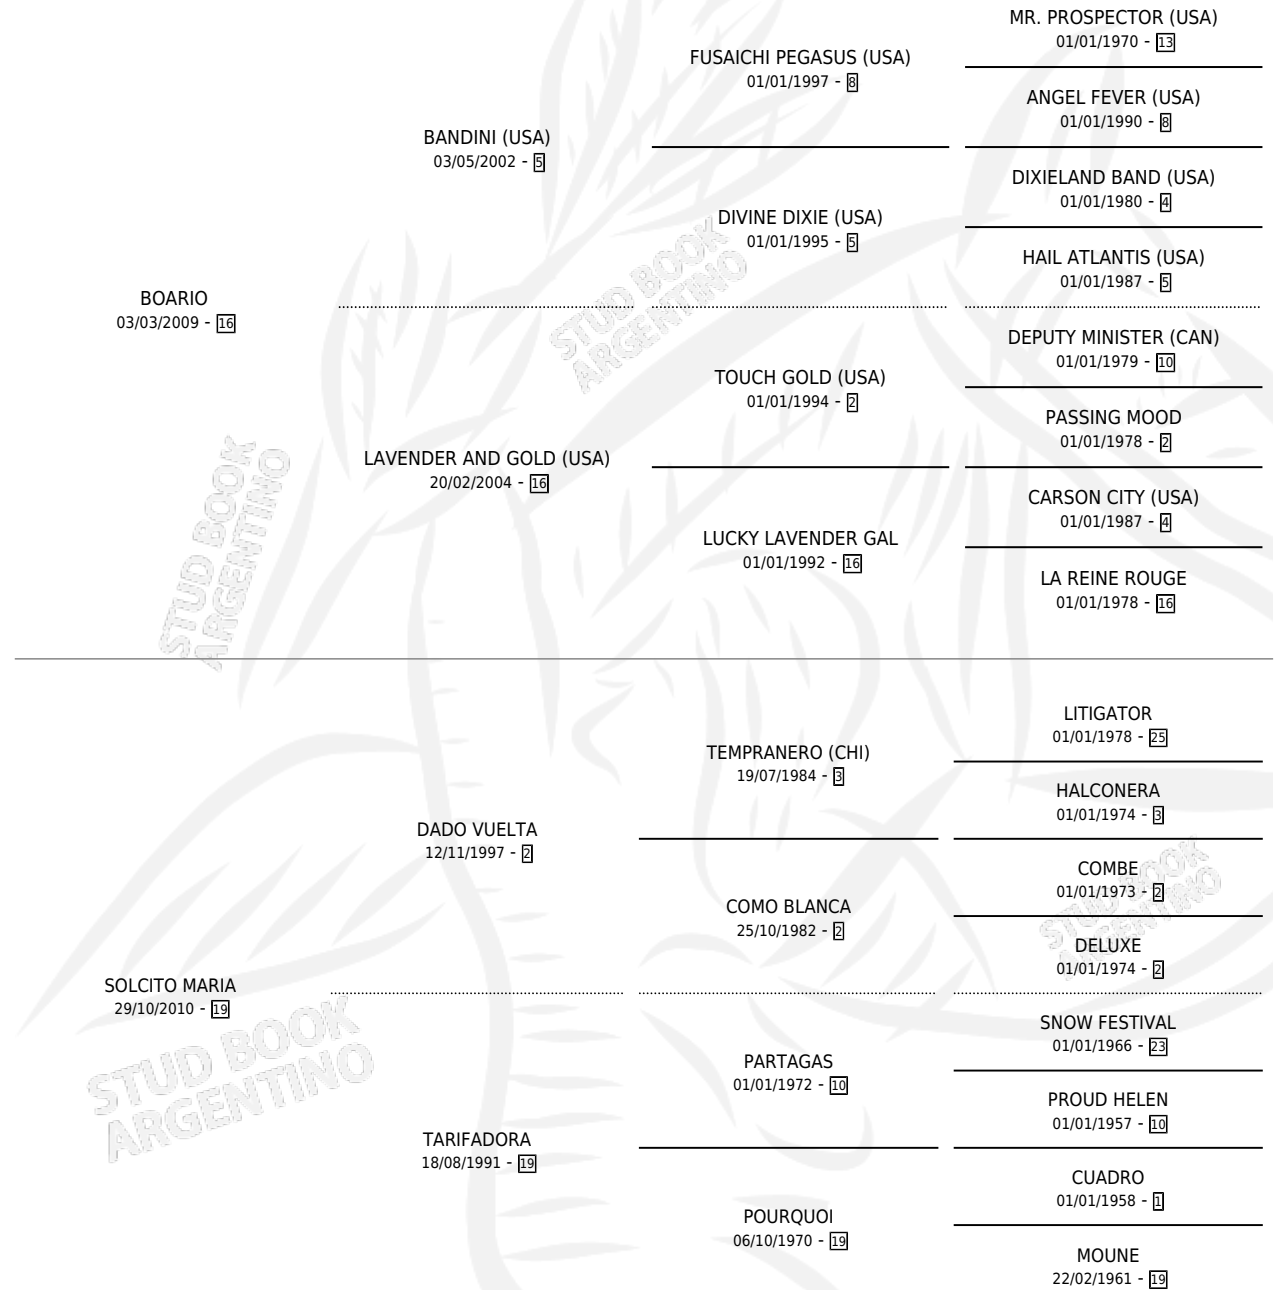 MR. PROSPECTOR (USA)
01/01/1970 - 13
FUSAICHI PEGASUS (USA)
01/01/1997 - 8
ANGEL FEVER (USA)
01/01/1990 - 8
BANDINI (USA)
03/05/2002 - 5
DIXIELAND BAND (USA)
01/01/1980 - 4
DIVINE DIXIE (USA)
01/01/1995 - 5
HAIL ATLANTIS (USA)
01/01/1987 - 5
STUD BOOK
ARGENTINO
BOARIO
03/03/2009 - 16
DEPUTY MINISTER (CAN)
01/01/1979 - 10
TOUCH GOLD (USA)
01/01/1994 - 2
PASSING MOOD
01/01/1978 - 2
LAVENDER AND GOLD (USA)
20/02/2004 - 16
CARSON CITY (USA)
01/01/1987 - 4
LUCKY LAVENDER GAL
01/01/1992 - 16
LA REINE ROUGE
01/01/1978 - 16
STUD BOOK
ARGENTINO
LITIGATOR
01/01/1978 - 25
TEMPRANERO (CHI)
19/07/1984 - 3
HALCONERA
01/01/1974 - 3
DADO VUELTA
12/11/1997 - 2
COMBE
01/01/1973 - 2
COMO BLANCA
25/10/1982 - 2
DELUXE
01/01/1974 - 2
STUD BOOK
ARGENTINO
SOLCITO MARIA
29/10/2010 - 19
SNOW FESTIVAL
01/01/1966 - 23
PARTAGAS
01/01/1972 - 10
PROUD HELEN
01/01/1957 - 10
STUD BOOK
ARGENTINO
TARIFADORA
18/08/1991 - 19
CUADRO
01/01/1958 - 1
POURQUOI
06/10/1970 - 19
MOUNE
22/02/1961 - 19